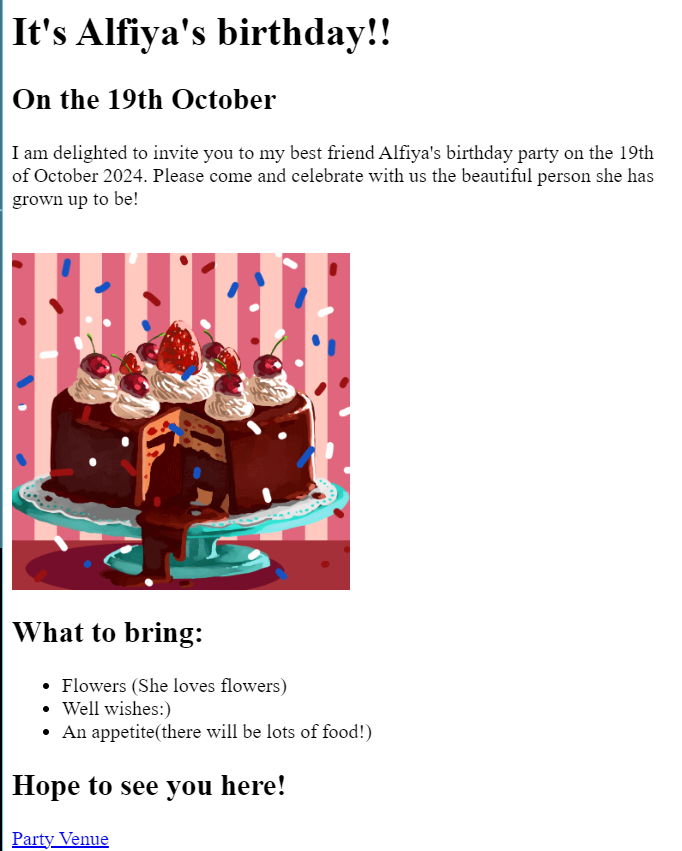 It's Alfiya's birthday!!
On the 19th October
I am delighted to invite you to my best friend Alfiya's birthday party on the 19th
of October 2024. Please come and celebrate with us the beautiful person she has
grown up to be!
What to bring:
• Flowers (She loves flowers)
• Well wishes:)
• An appetite(there will be lots of food!)
Hope to see you here!
Party Venue